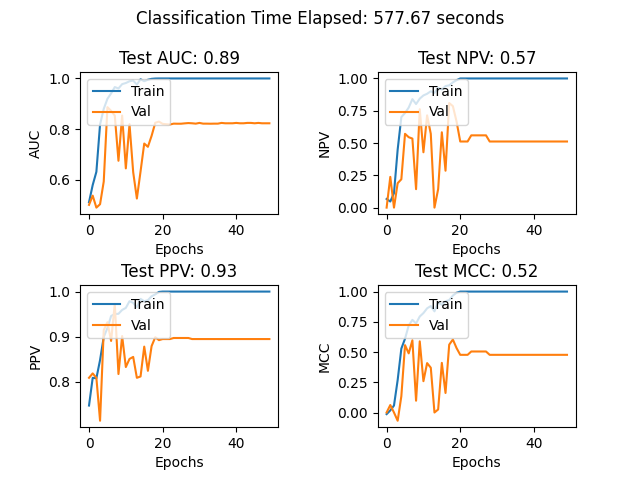 Classification Time Elapsed: 577.67 seconds
Test AUC: 0.89
1.0
0.8
0.6
AUC
Train
Val
0
20
40
Epochs
Test NPV: 0.57
1.00
0.75
0.50
0.25
0.00
NPV
Train
Val
0
20
40
Epochs
Test PPV: 0.93
1.0
0.9
0.8
PPV
Train
Val
0
20
40
Epochs
Test MCC: 0.52
1.00
0.75
0.50
0.25
0.00
MCC
Train
Val
0
20
40
Epochs